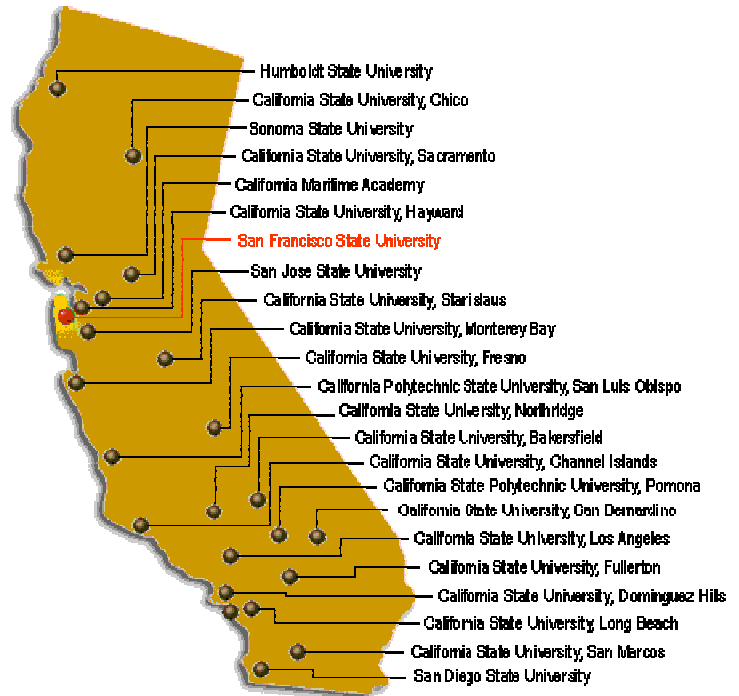 Humboldt State University
California State University, Chico
Sonoma State University
California State University, Sacramento
California Maritime Academy
California State University, Hayward
San Francisco State University
San Jose State University
California State University, Stanislaus
California State University, Monterey Bay
California State University, Fresno
California Polytechnic State University, San Luis Obispo
California State University, Northridge
California State University, Bakersfield
California State University, Channel Islands
California State Polytechnic University, Pomona
California State University, San Bernardino
California State University, Los Angeles
California State University, Fullerton
California State University, Dominguez Hills
California State University, Long Beach
California State University, San Marcos
San Diego State University